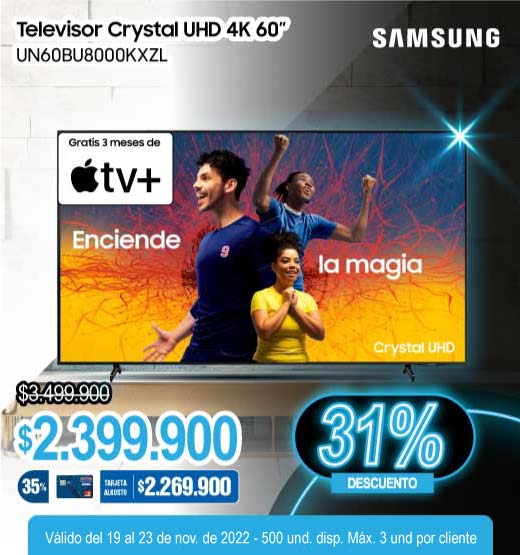 Televisor Crystal UHD 4K 60”
UN60BU8000KXZL
SAMSUNG
Gratis 3 meses de
tv+
Enciende
la magia
Crystal UHD
$3.499.900
$2.399.900
31%
DESCUENTO
35%
TARJETA
ALKOSTO
$2.269.900
Válido del 19 al 23 de nov. de 2022 - 500 und. disp. Máx. 3 und por cliente